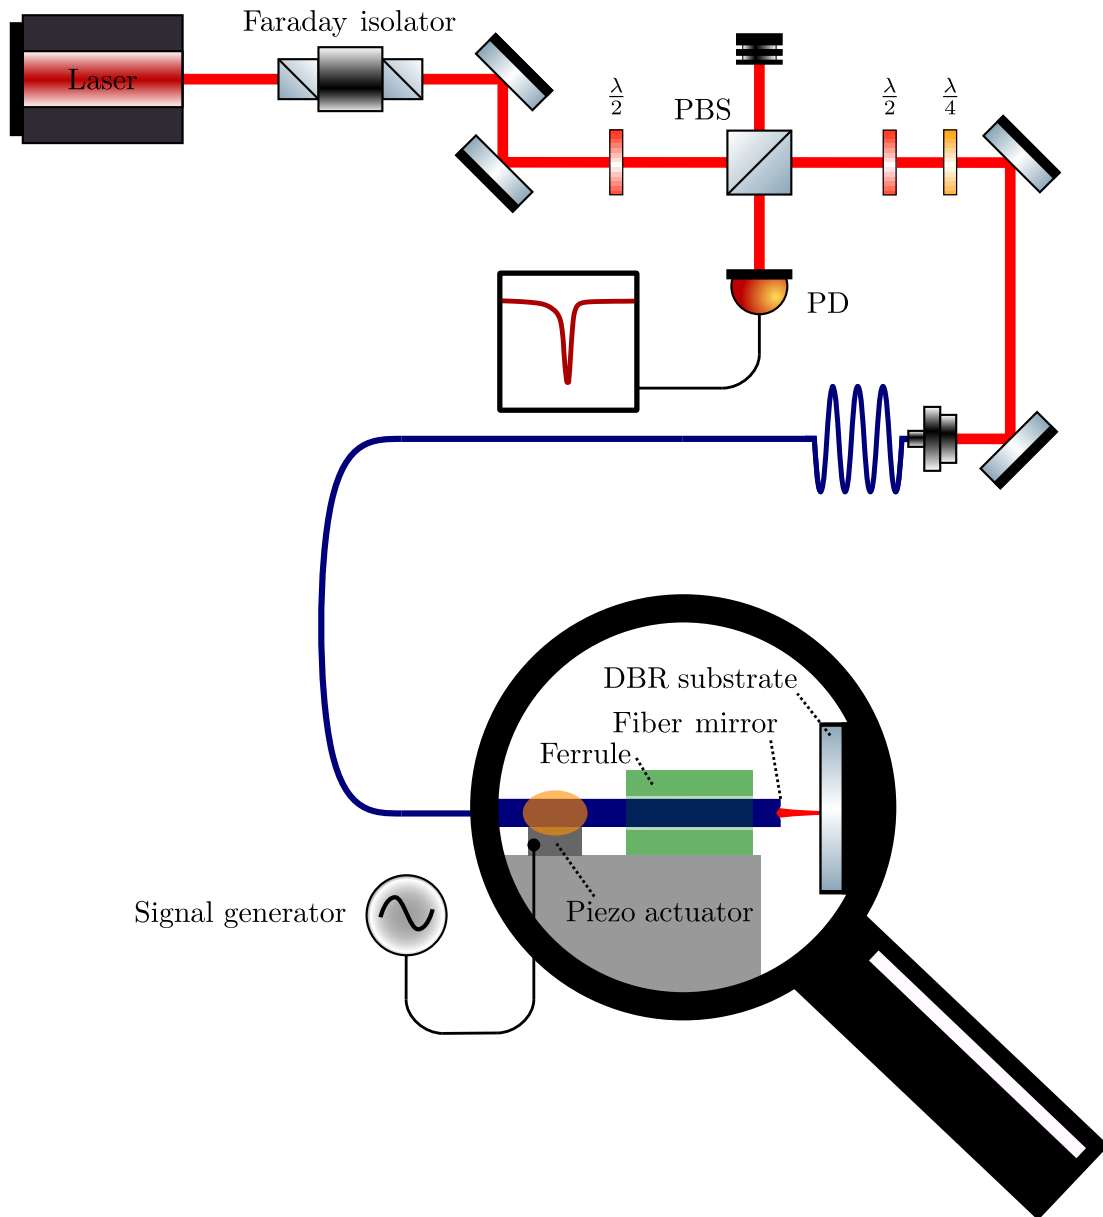 Faraday isolator
Laser
λ/2
PBS
λ/2
λ/4
PD
DBR substrate
Fiber mirror
Ferrule
Signal generator
Piezo actuator